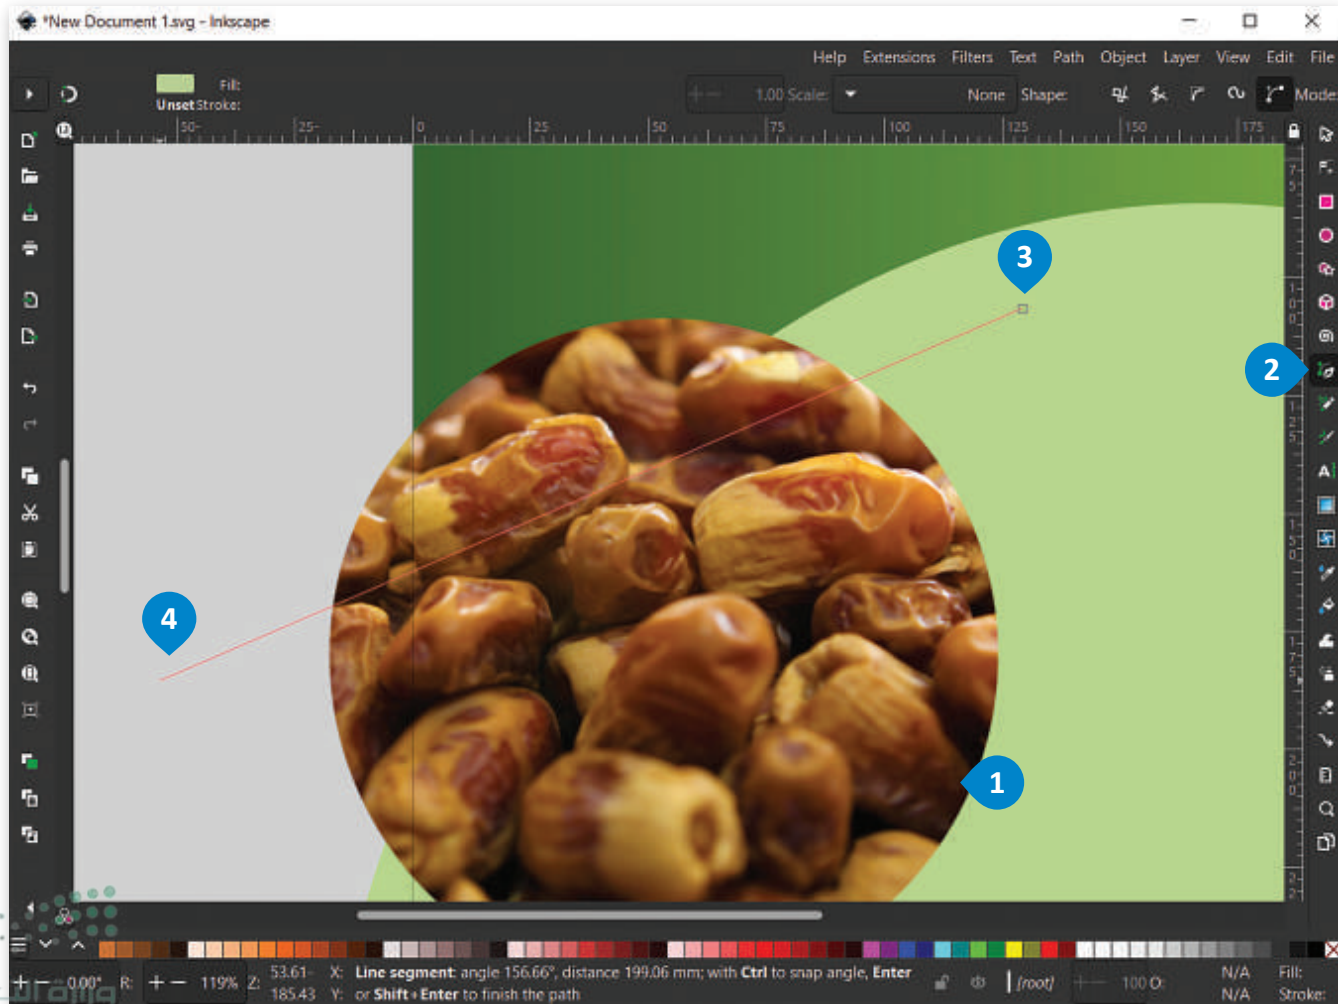 *New Document 1.svg - Inkscape
Help Extensions Filters Text Path Object Layer View Edit File
Fill:
Unset Stroke:
1.00 Scale: None Shape: Mode
50- 25- 0 25 50 75 100 125 150 175
3
2
4
1
0.00° R: 119% Z:
53.61- X:
185.43 Y:
Line segment: angle 156.66°, distance 199.06 mm; with Ctrl to snap angle, Enter
or Shift+Enter to finish the path
[root] 100 O:
N/A Fill:
N/A Stroke: